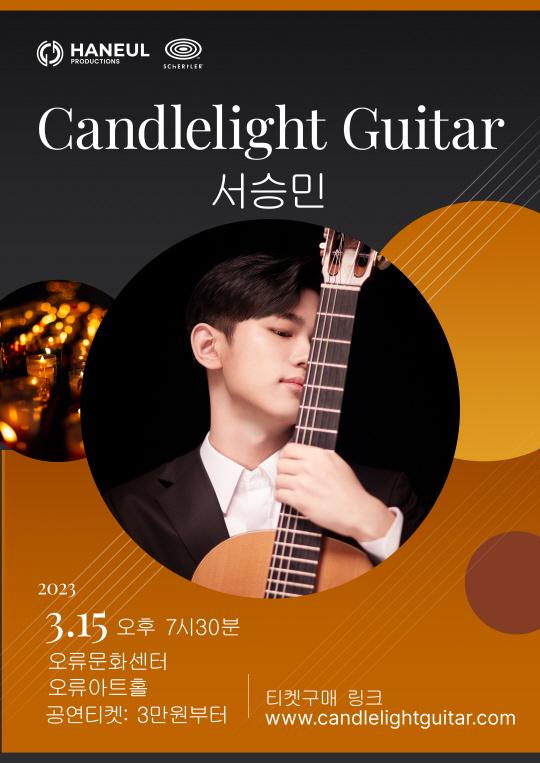 HANEUL
PRODUCTIONS
SCHERTLER
Candlelight Guitar
서승민
2023
3.15 오후 7시30분
오류문화센터
오류아트홀
공연티켓: 3만원부터
티켓구매 링크
www.candlelightguitar.com